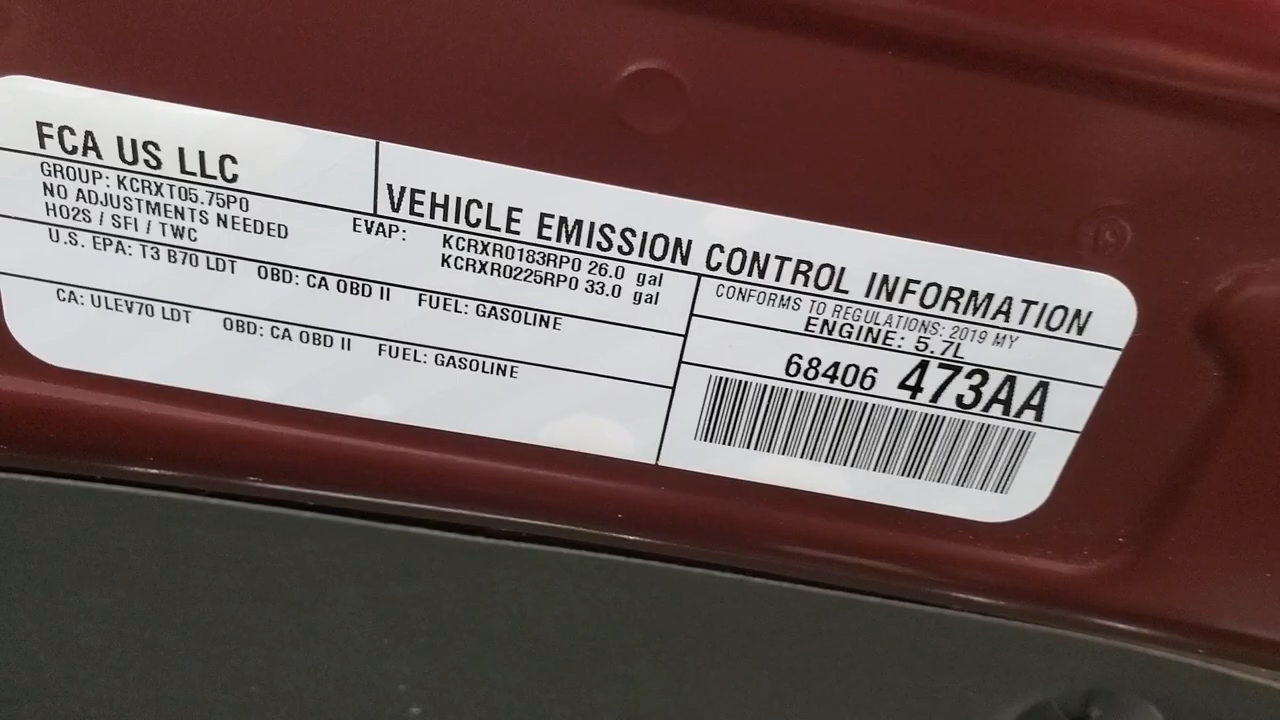 FCA US LLC
VEHICLE EMISSION CONTROL INFORMATION
GROUP: KCRXT05.75P0
NO ADJUSTMENTS NEEDED
HO2S / SFI / TWC
EVAP: KCRXR0183RP0 26.0 gal
KCRXR0225RP0 33.0 gal
U.S. EPA: T3 B70 LDT OBD: CA OBD II FUEL: GASOLINE
CA: ULEV70 LDT OBD: CA OBD II FUEL: GASOLINE
CONFORMS TO REGULATIONS: 2019 MY
ENGINE: 5.7L
68406 473AA